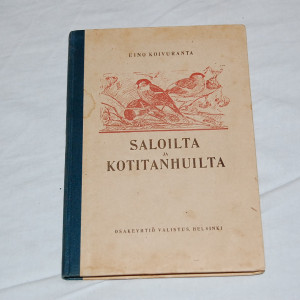 EINO KOIVURANTA
SALOILTA
JA
KOTITANHUILTA
OSAKEYHTIÖ VALISTUS, HELSINKI